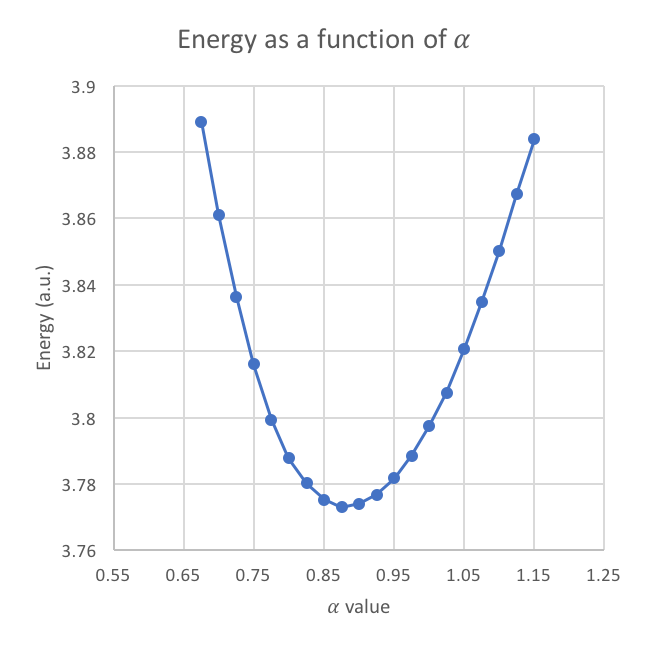 Energy as a function of 𝛼
3.9
3.88
3.86
3.84
3.82
3.8
3.78
3.76
Energy (a.u.)
0.55 0.65 0.75 0.85 0.95 1.05 1.15 1.25
𝛼 value